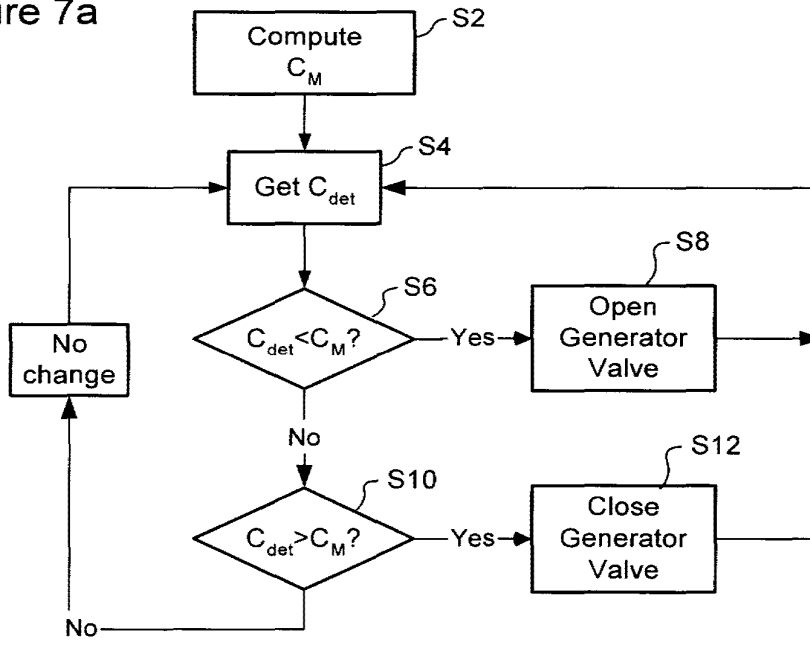 ure 7a
Compute
C_M
S2
S4
Get C_det
S6
C_det<C_M?
Yes
S8
Open
Generator
Valve
No
change
No
S10
C_det>C_M?
Yes
S12
Close
Generator
Valve
No